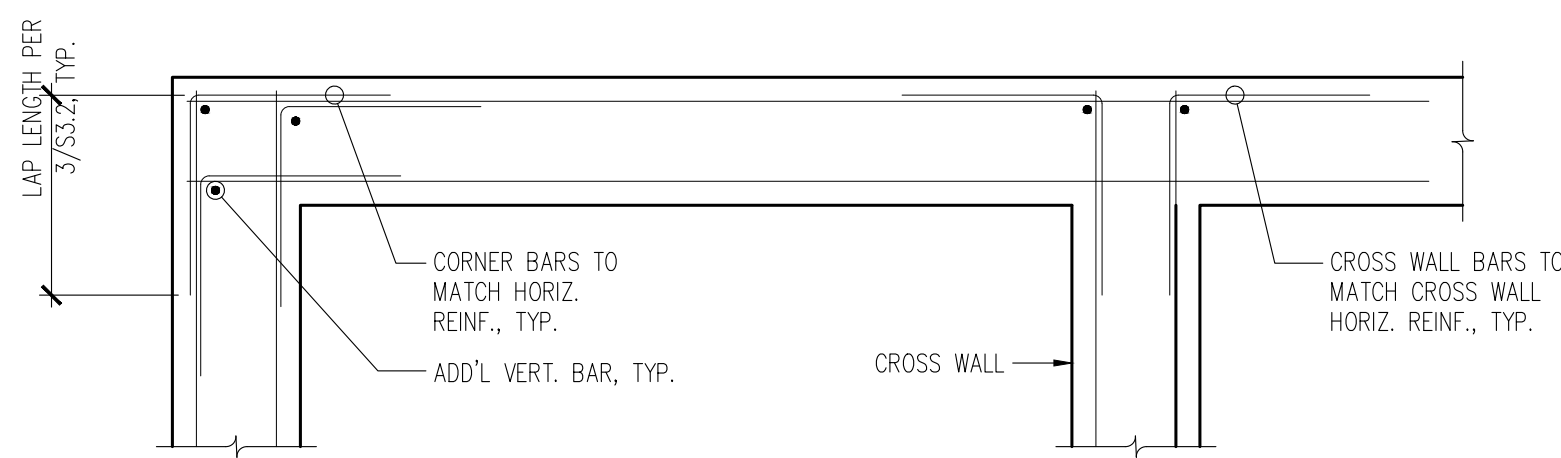 LAP LENGTH PER
3/S3.2, TYP.
CORNER BARS TO
MATCH HORIZ.
REINF., TYP.
ADD'L VERT. BAR, TYP.
CROSS WALL
CROSS WALL BARS TO
MATCH CROSS WALL
HORIZ. REINF., TYP.